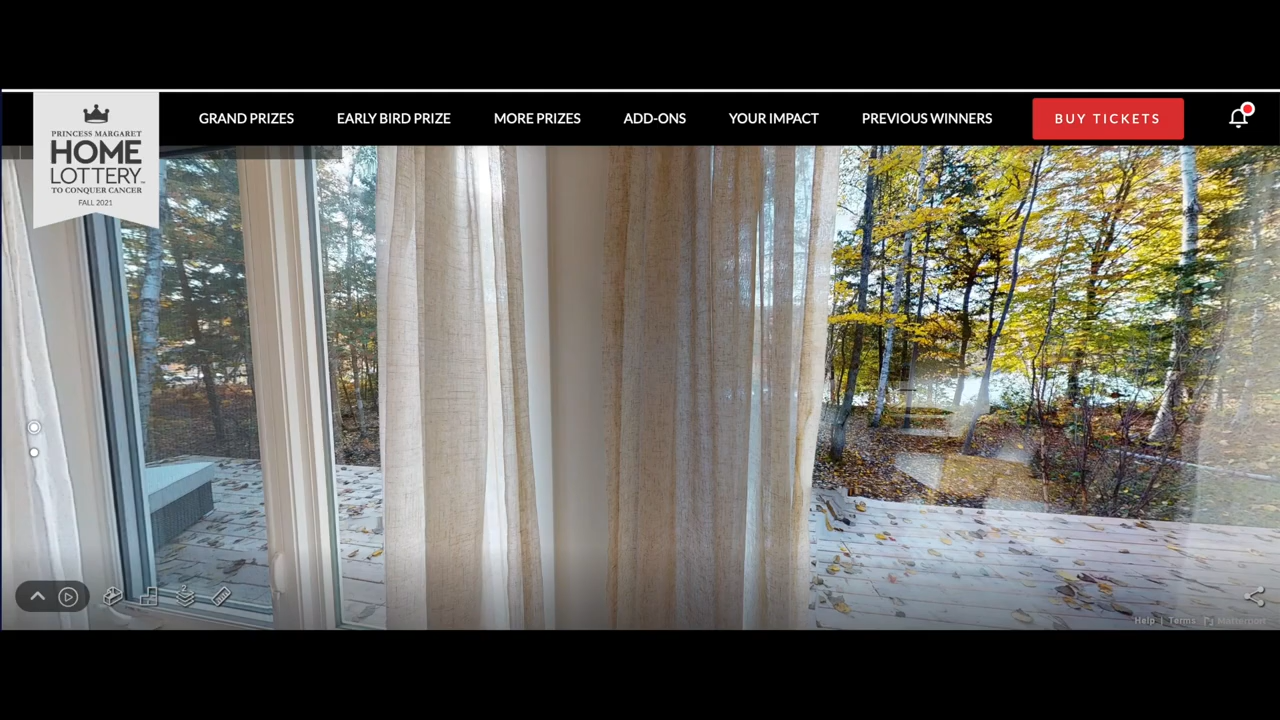 PRINCESS MARGARET
HOME
LOTTERY™
TO CONQUER CANCER
FALL 2021
GRAND PRIZES
EARLY BIRD PRIZE
MORE PRIZES
ADD-ONS
YOUR IMPACT
PREVIOUS WINNERS
BUY TICKETS
Help | Terms
Matterport